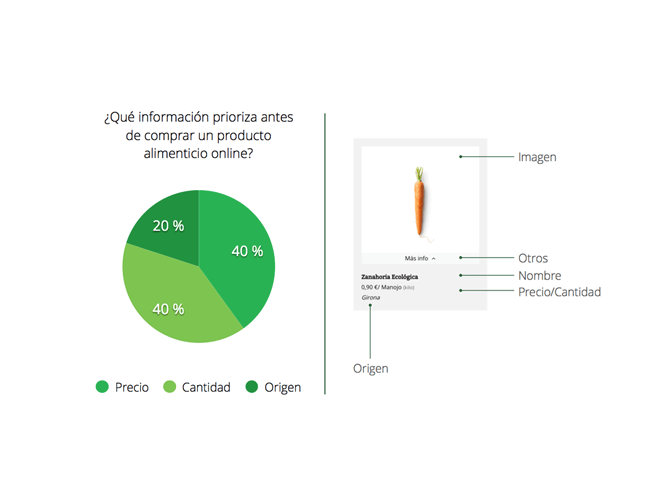 ¿Qué información prioriza antes
de comprar un producto
alimenticio online?
20 %
40 %
40 %
Precio
Cantidad
Origen
Imagen
Más info
Otros
Zanahoria Ecológica
Nombre
0,90 €/ Manojo (kilo)
Precio/Cantidad
Girona
Origen